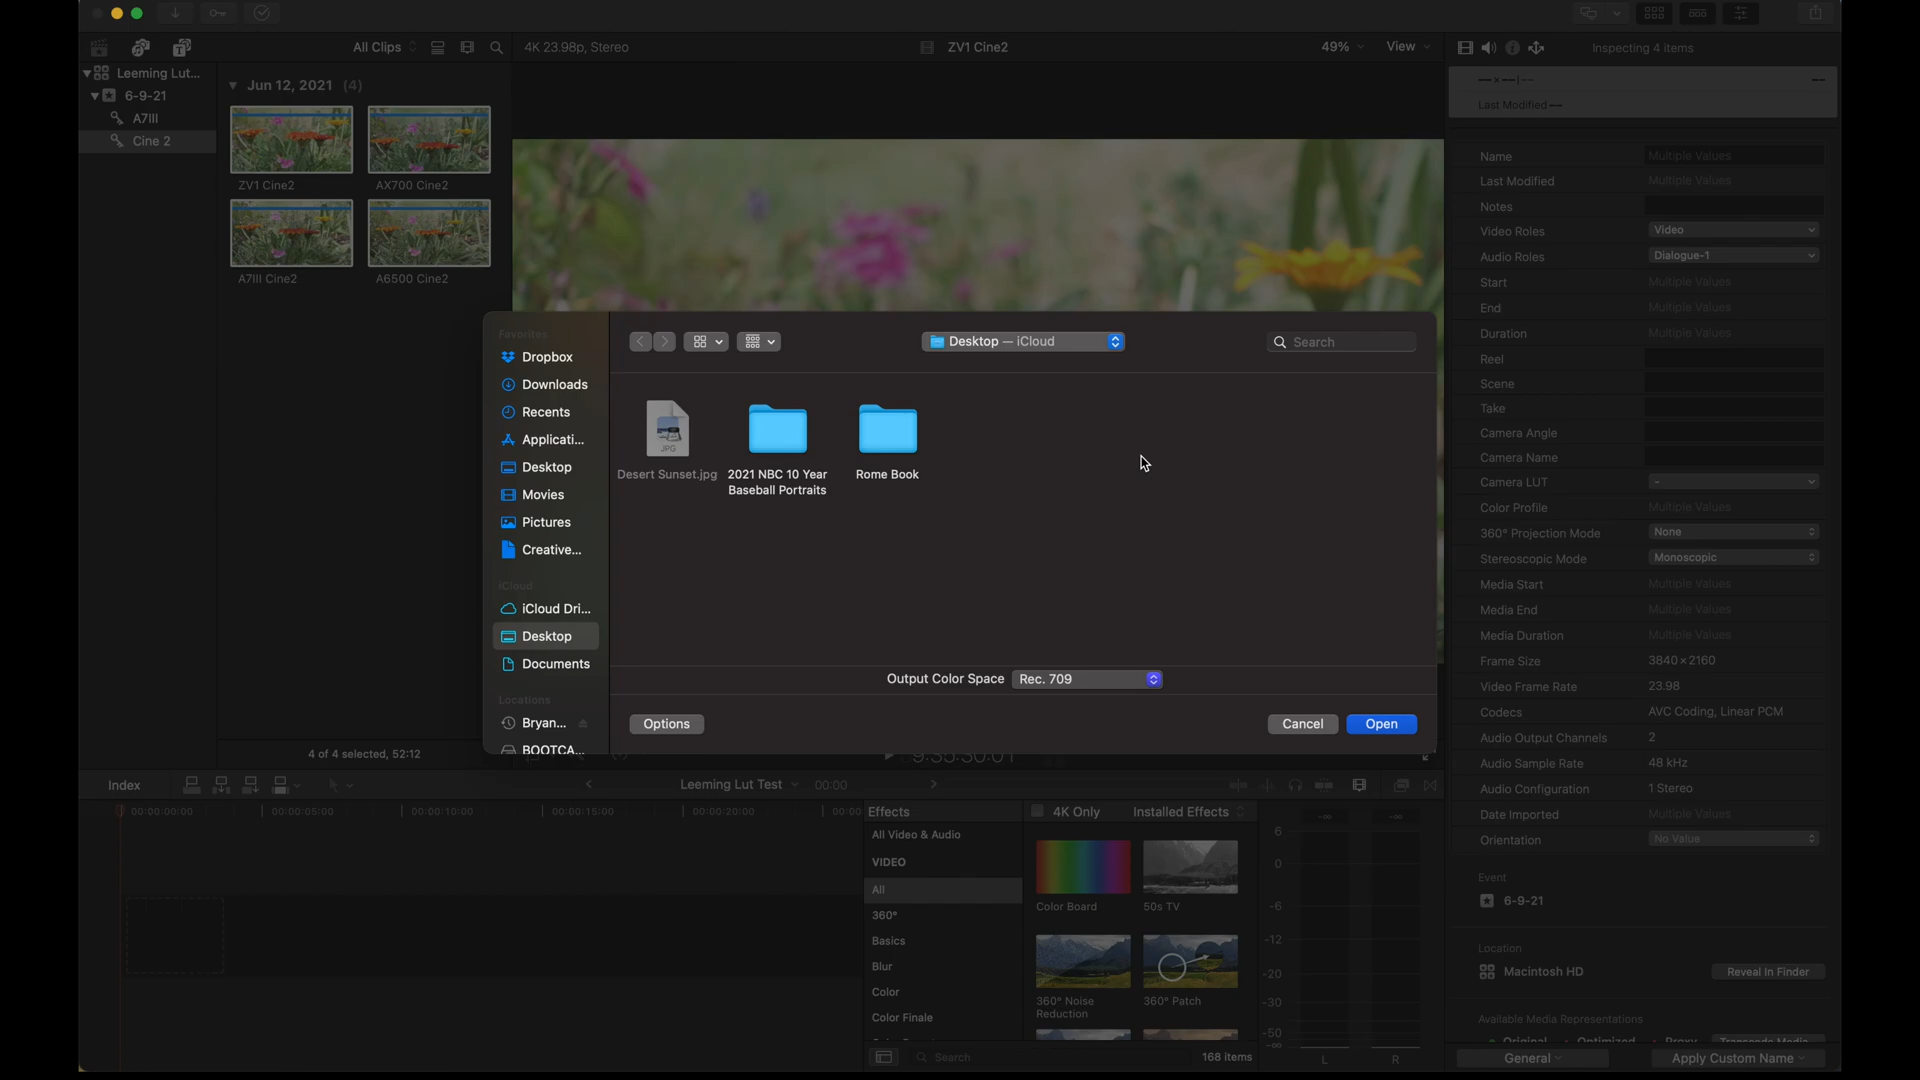 All Clips
4K 23.98p, Stereo
ZV1 Cine2
49%
View
Inspecting 4 items
Leeming Lut...
6-9-21
A7III
Cine 2
Jun 12, 2021 (4)
ZV1 Cine2
AX700 Cine2
A7III Cine2
A6500 Cine2
4 of 4 selected, 52:12
Favorites
Dropbox
Downloads
Recents
Applicati...
Desktop
Movies
Pictures
Creative...
iCloud
iCloud Dri...
Desktop
Documents
Locations
Bryan...
BOOTCA...
Desktop — iCloud
Search
JPG
Desert Sunset.jpg
2021 NBC 10 Year
Baseball Portraits
Rome Book
Output Color Space
Rec. 709
Options
Cancel
Open
Last Modified
Name Multiple Values
Last Modified Multiple Values
Notes
Video Roles Video
Audio Roles Dialogue-1
Start Multiple Values
End Multiple Values
Duration Multiple Values
Reel
Scene
Take
Camera Angle
Camera Name
Camera LUT -
Color Profile Multiple Values
360° Projection Mode None
Stereoscopic Mode Monoscopic
Media Start Multiple Values
Media End Multiple Values
Media Duration Multiple Values
Frame Size 3840×2160
Video Frame Rate 23.98
Codecs AVC Coding, Linear PCM
Audio Output Channels 2
Audio Sample Rate 48 kHz
Audio Configuration 1 Stereo
Date Imported Multiple Values
Orientation No Value
Event
6-9-21
Location
Macintosh HD
Reveal In Finder
Available Media Representations
Original
Optimized
Proxy
Transcode Media
General
Apply Custom Name
9:35:30:01
Index
Leeming Lut Test
00:00
00:00:00:00
00:00:05:00
00:00:10:00
00:00:15:00
00:00:20:00
00:00
Effects
4K Only
Installed Effects
All Video & Audio
VIDEO
All
360°
Basics
Blur
Color
Color Finale
Color Board
50s TV
360° Noise
Reduction
360° Patch
Search
168 items
-∞
-∞
6
0
-6
-12
-20
-30
-50
-∞
L
R